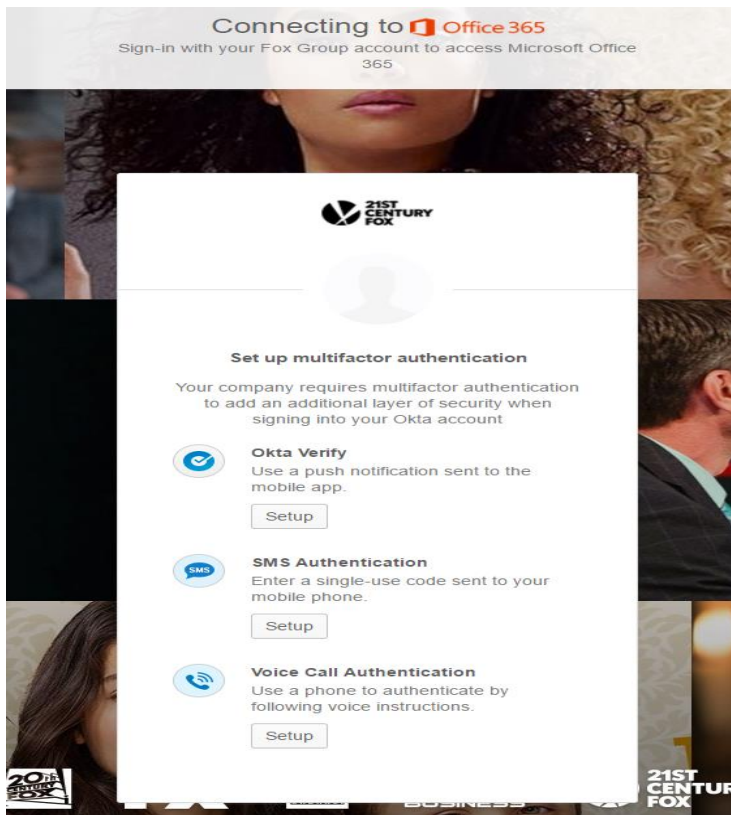 Connecting to Office 365
Sign-in with your Fox Group account to access Microsoft Office
365
21ST
CENTURY
FOX
Set up multifactor authentication
Your company requires multifactor authentication
to add an additional layer of security when
signing into your Okta account
Okta Verify
Use a push notification sent to the
mobile app.
Setup
SMS
SMS Authentication
Enter a single-use code sent to your
mobile phone.
Setup
Voice Call Authentication
Use a phone to authenticate by
following voice instructions.
Setup
20th
CENTURY
FOX
BUSINESS
21ST
CENTUR
FOX